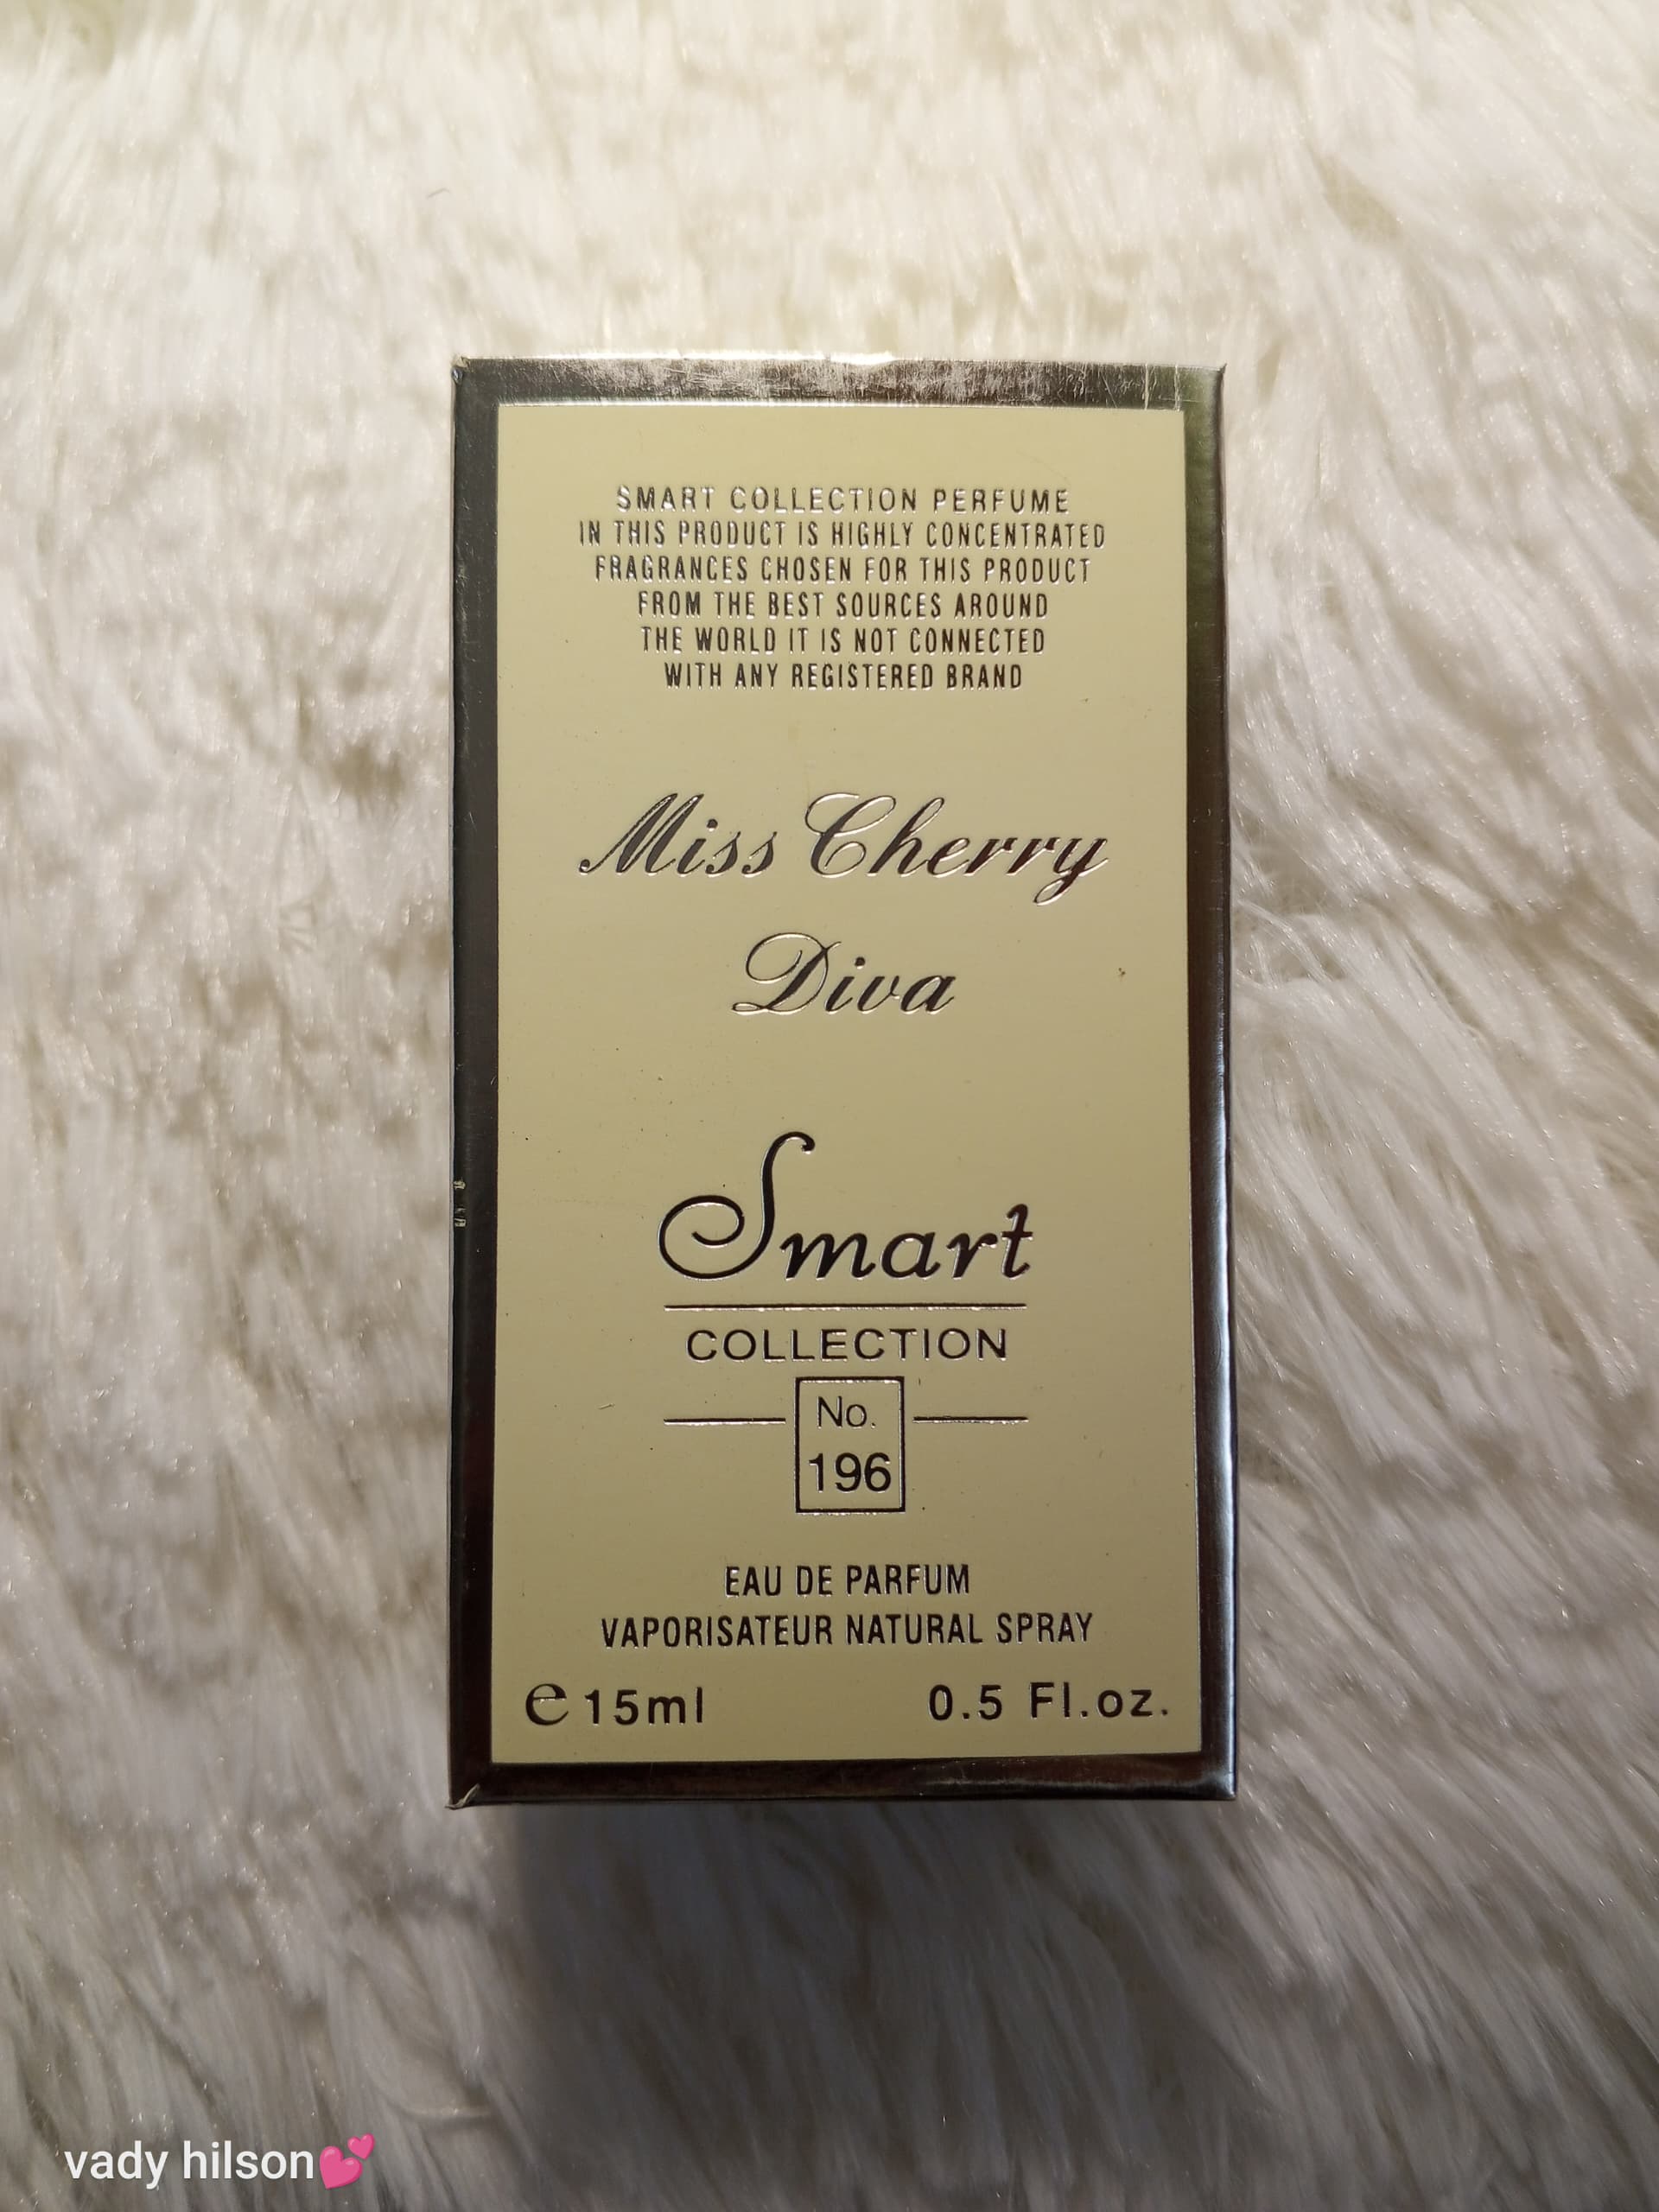 SMART COLLECTION PERFUME
IN THIS PRODUCT IS HIGHLY CONCENTRATED
FRAGRANCES CHOSEN FOR THIS PRODUCT
FROM THE BEST SOURCES AROUND
THE WORLD IT IS NOT CONNECTED
WITH ANY REGISTERED BRAND
Miss Cherry
Diva
Smart
COLLECTION
No.
196
EAU DE PARFUM
VAPORISATEUR NATURAL SPRAY
℮ 15ml 0.5 Fl.oz.
vady hilson💕